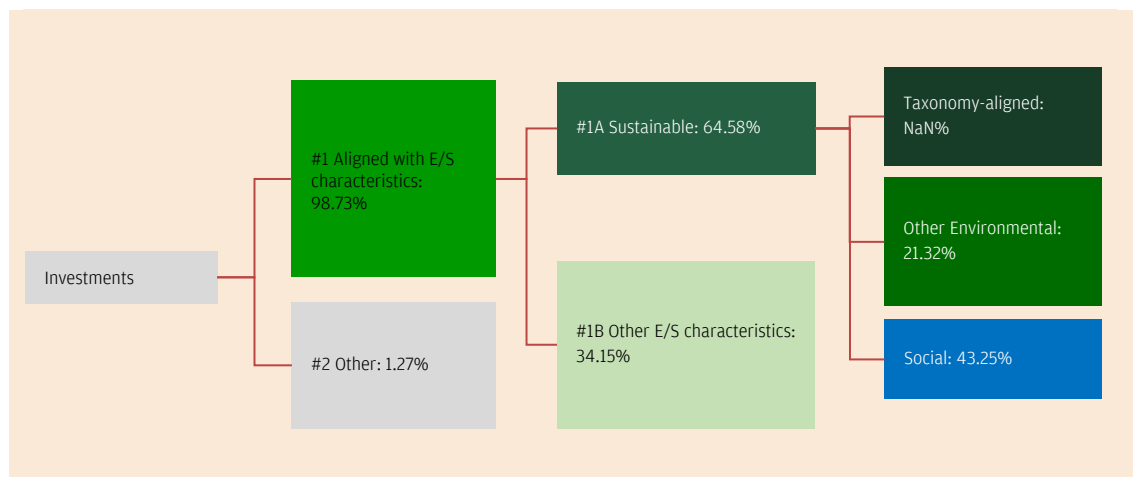 Investments
#1 Aligned with E/S
characteristics:
98.73%
#2 Other: 1.27%
#1A Sustainable: 64.58%
#1B Other E/S characteristics:
34.15%
Taxonomy-aligned:
NaN%
Other Environmental:
21.32%
Social: 43.25%